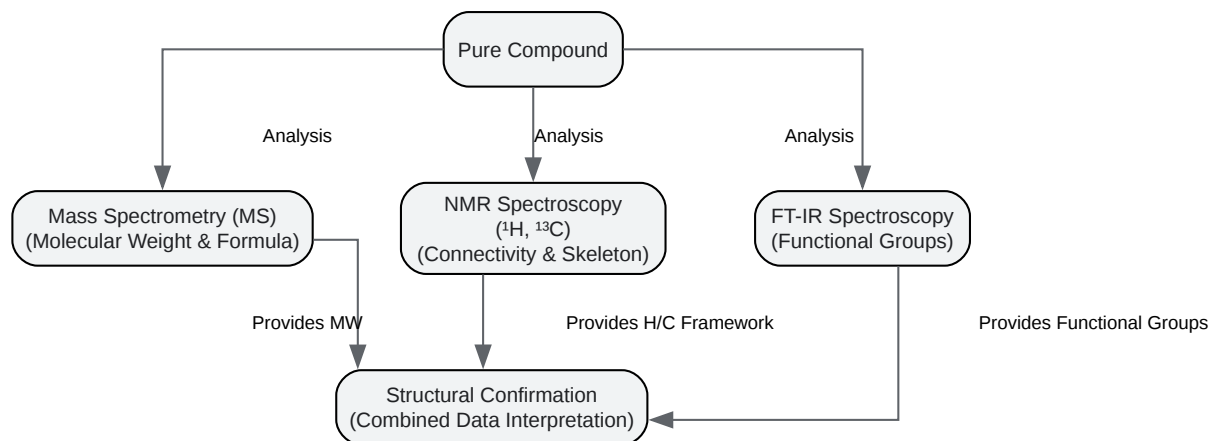 Pure Compound
Analysis
Analysis
Analysis
Mass Spectrometry (MS)
(Molecular Weight & Formula)
NMR Spectroscopy
(¹H, ¹³C)
(Connectivity & Skeleton)
FT-IR Spectroscopy
(Functional Groups)
Provides MW
Provides H/C Framework
Provides Functional Groups
Structural Confirmation
(Combined Data Interpretation)